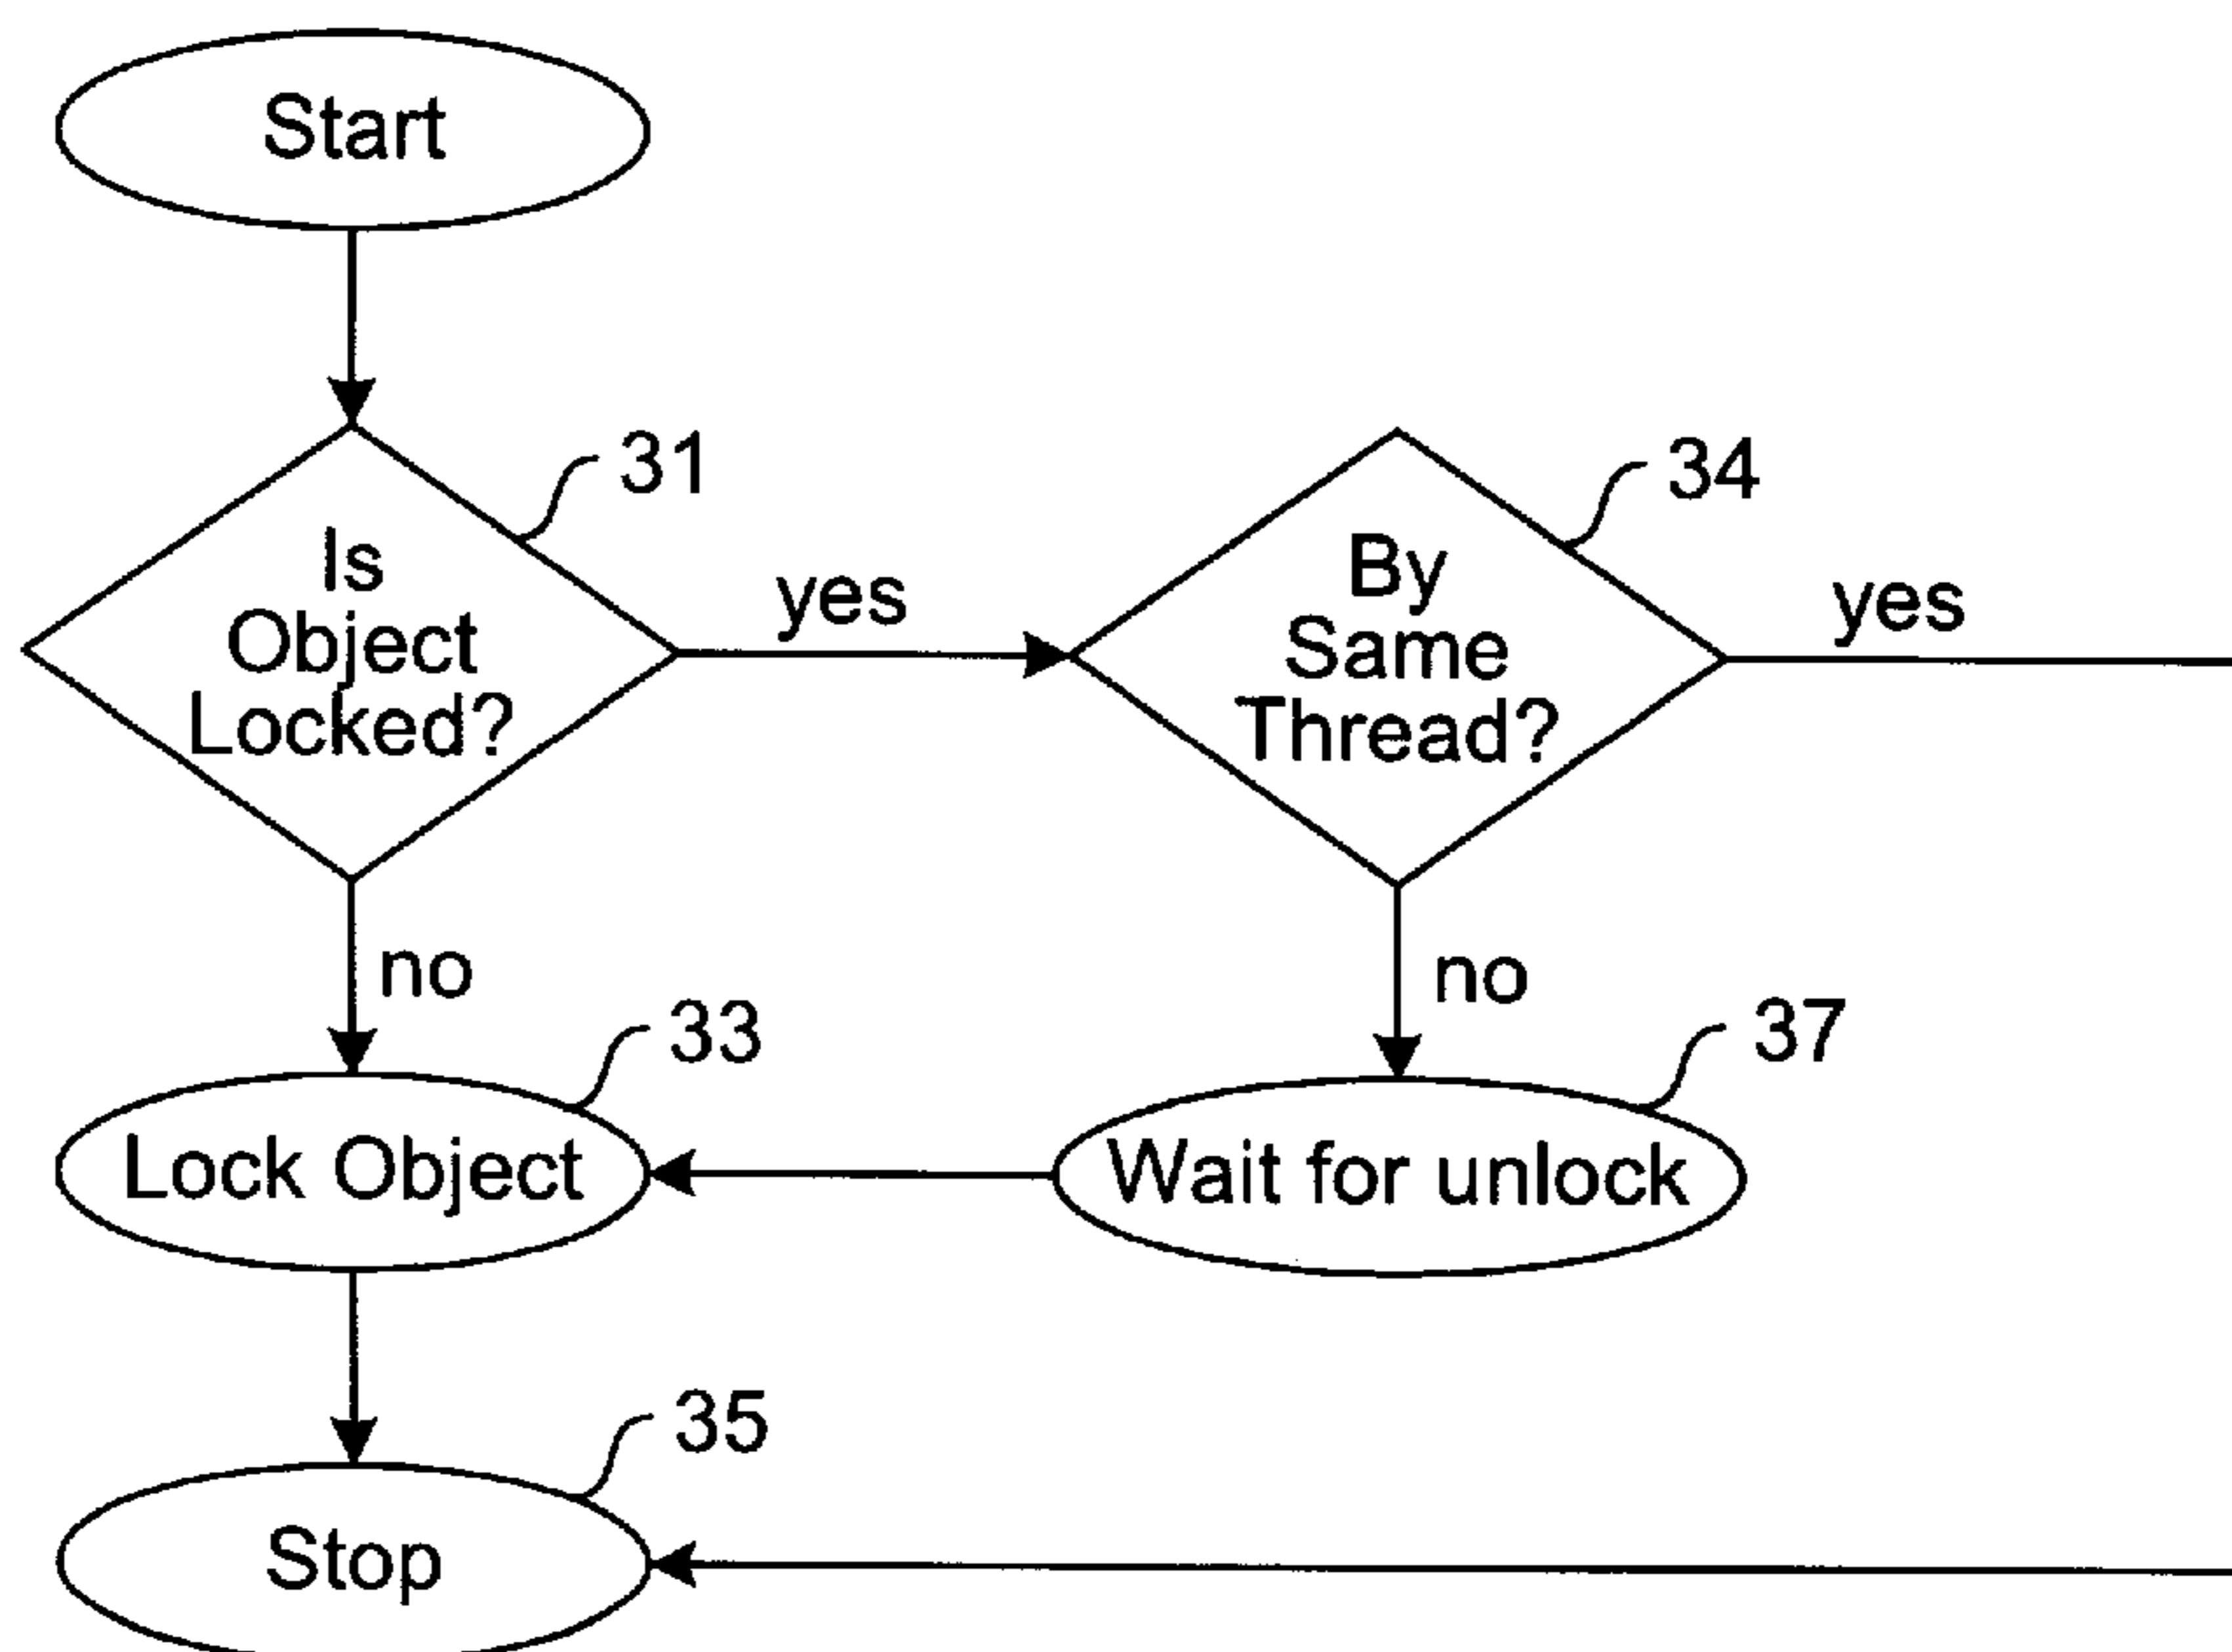 Start
31
Is
Object
Locked?
yes
34
By
Same
Thread?
yes
no
no
33
Lock Object
37
Wait for unlock
35
Stop